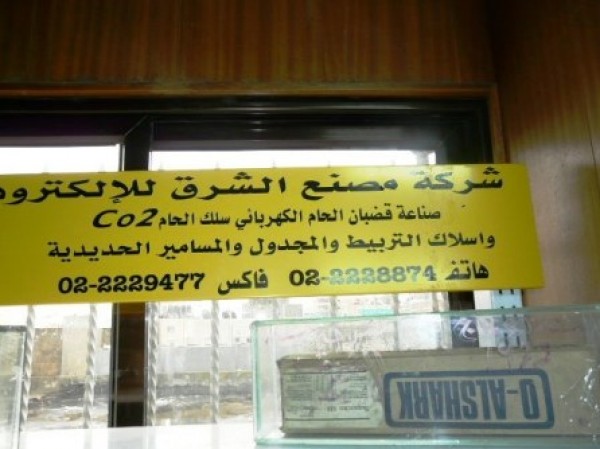 شركة مصنع الشرق للإلكترود
صناعة قضبان الحام الكهربائي سلك الحام Co2
واسلاك التربيط والمجدول والمسامير الحديدية
هاتف 02-2228874 فاكس 02-2229477
O-ALSHARK